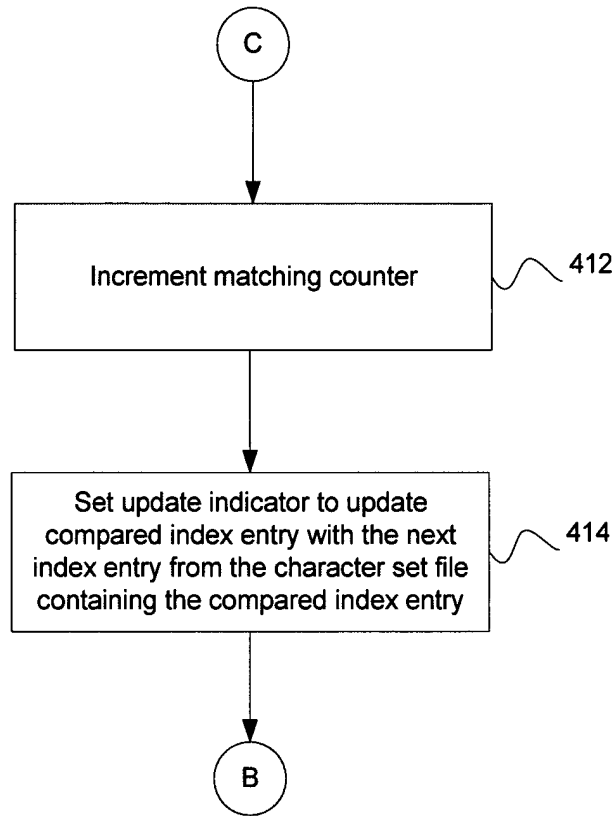 C
Increment matching counter
412
Set update indicator to update
compared index entry with the next
index entry from the character set file
containing the compared index entry
414
B